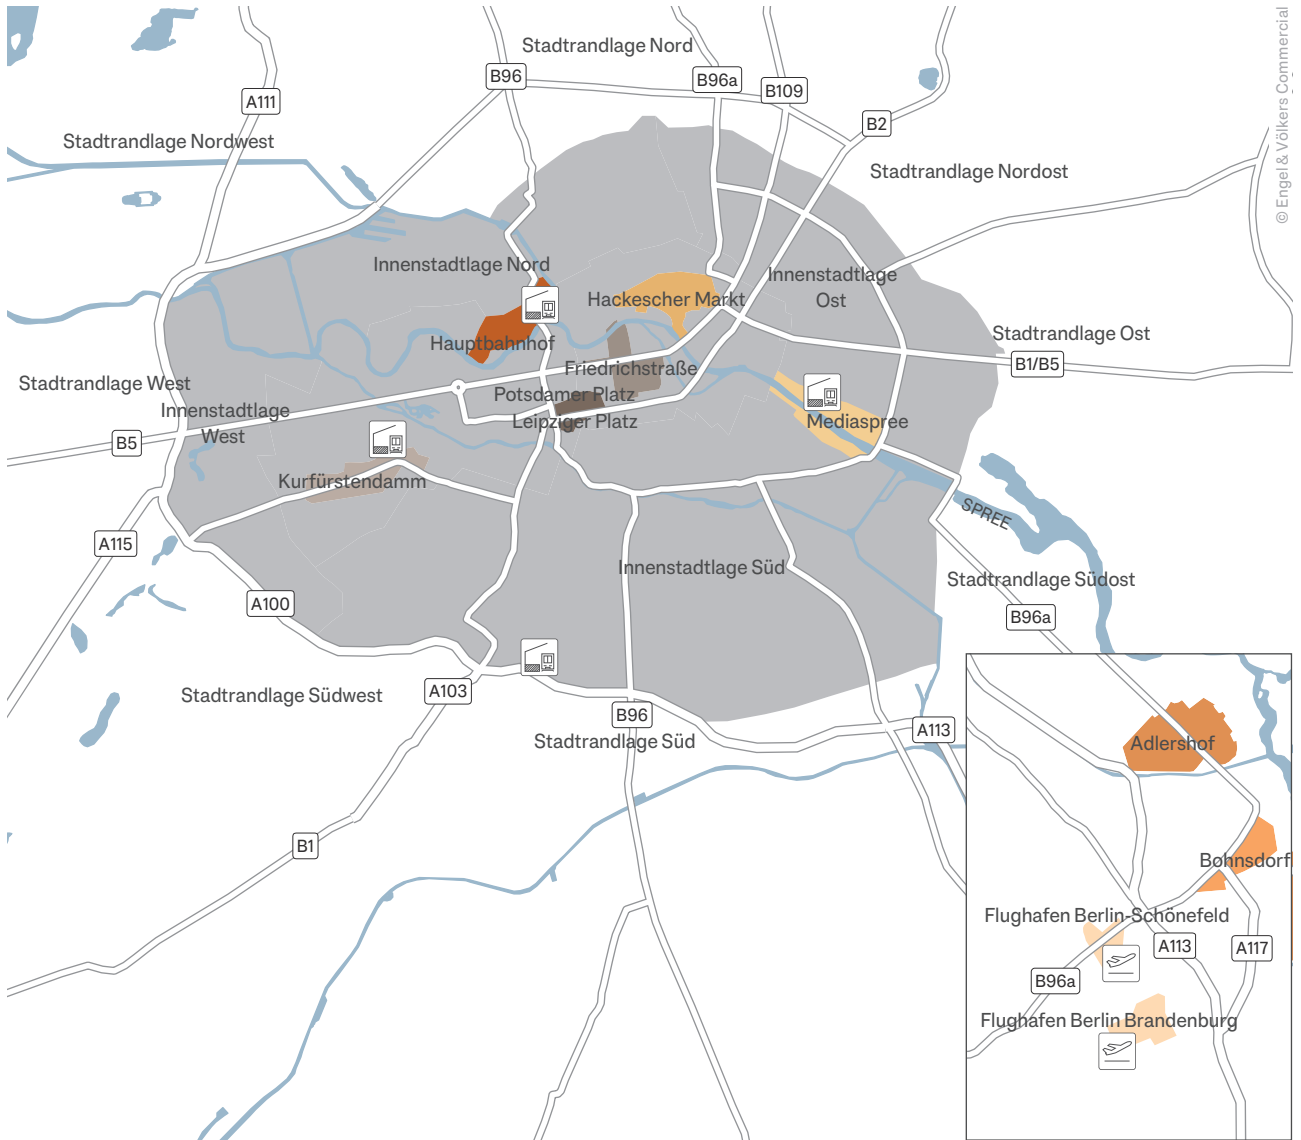 Stadtrandlage Nord
B96
B96a
B109
A111
B2
© Engel & Völkers Commercial
Stadtrandlage Nordwest
Stadtrandlage Nordost
Innenstadtlage Nord
Innenstadtlage
Ost
Hackescher Markt
Stadtrandlage Ost
Hauptbahnhof
B1/B5
Friedrichstraße
Stadtrandlage West
Potsdamer Platz
Innenstadtlage
West
Leipziger Platz
Mediaspree
B5
Kurfürstendamm
SPREE
A115
Innenstadtlage Süd
Stadtrandlage Südost
A100
B96a
Stadtrandlage Südwest
A103
B96
A113
Stadtrandlage Süd
Adlershof
B1
Bohnsdorf
Flughafen Berlin-Schönefeld
A113
A117
B96a
Flughafen Berlin Brandenburg